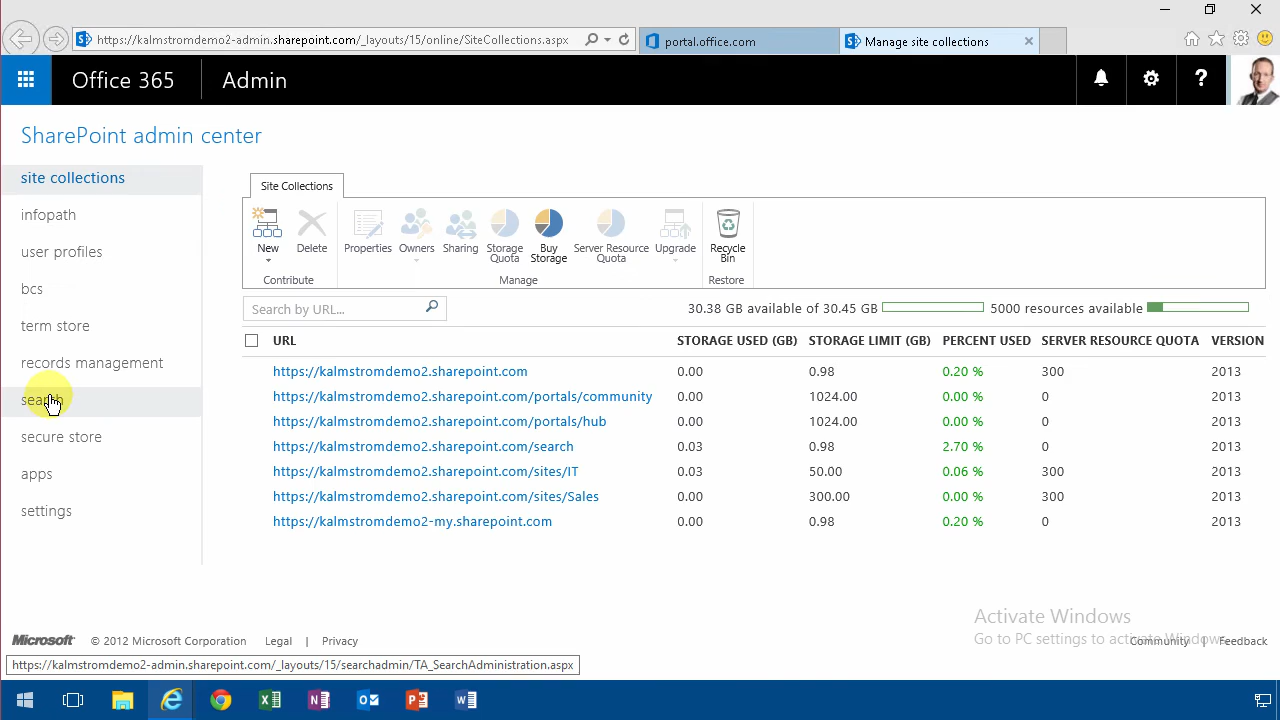 https://kalmstromdemo2-admin.sharepoint.com/_layouts/15/online/SiteCollections.aspx
portal.office.com
Manage site collections
Office 365
Admin
?
SharePoint admin center
site collections
infopath
user profiles
bcs
term store
records management
search
secure store
apps
settings
Site Collections
New
Delete
Properties
Owners
Sharing
Storage Quota
Buy Storage
Server Resource Quota
Upgrade
Recycle Bin
Contribute
Manage
Restore
Search by URL...
30.38 GB available of 30.45 GB
5000 resources available
URL STORAGE USED (GB) STORAGE LIMIT (GB) PERCENT USED SERVER RESOURCE QUOTA VERSION
https://kalmstromdemo2.sharepoint.com 0.00 0.98 0.20 % 300 2013
https://kalmstromdemo2.sharepoint.com/portals/community 0.00 1024.00 0.00 % 0 2013
https://kalmstromdemo2.sharepoint.com/portals/hub 0.00 1024.00 0.00 % 0 2013
https://kalmstromdemo2.sharepoint.com/search 0.03 0.98 2.70 % 0 2013
https://kalmstromdemo2.sharepoint.com/sites/IT 0.03 50.00 0.06 % 300 2013
https://kalmstromdemo2.sharepoint.com/sites/Sales 0.00 300.00 0.00 % 300 2013
https://kalmstromdemo2-my.sharepoint.com 0.00 0.98 0.20 % 0 2013
Activate Windows
Go to PC settings to activate Windows.
Microsoft © 2012 Microsoft Corporation Legal | Privacy
Community | Feedback
https://kalmstromdemo2-admin.sharepoint.com/_layouts/15/searchadmin/TA_SearchAdministration.aspx